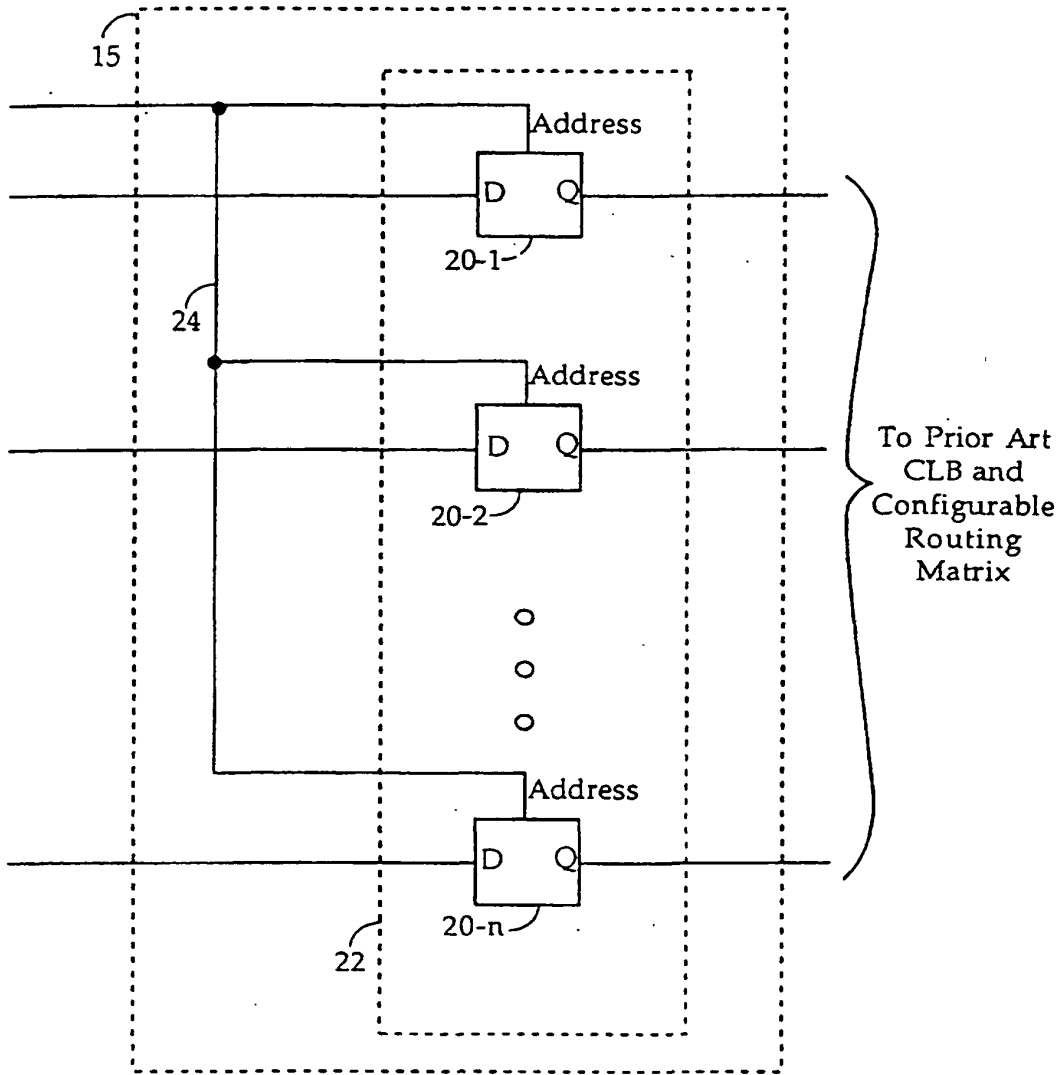 15
Address
D Q
20-1
24
Address
D Q
20-2
To Prior Art
CLB and
Configurable
Routing
Matrix
Address
D Q
20-n
22